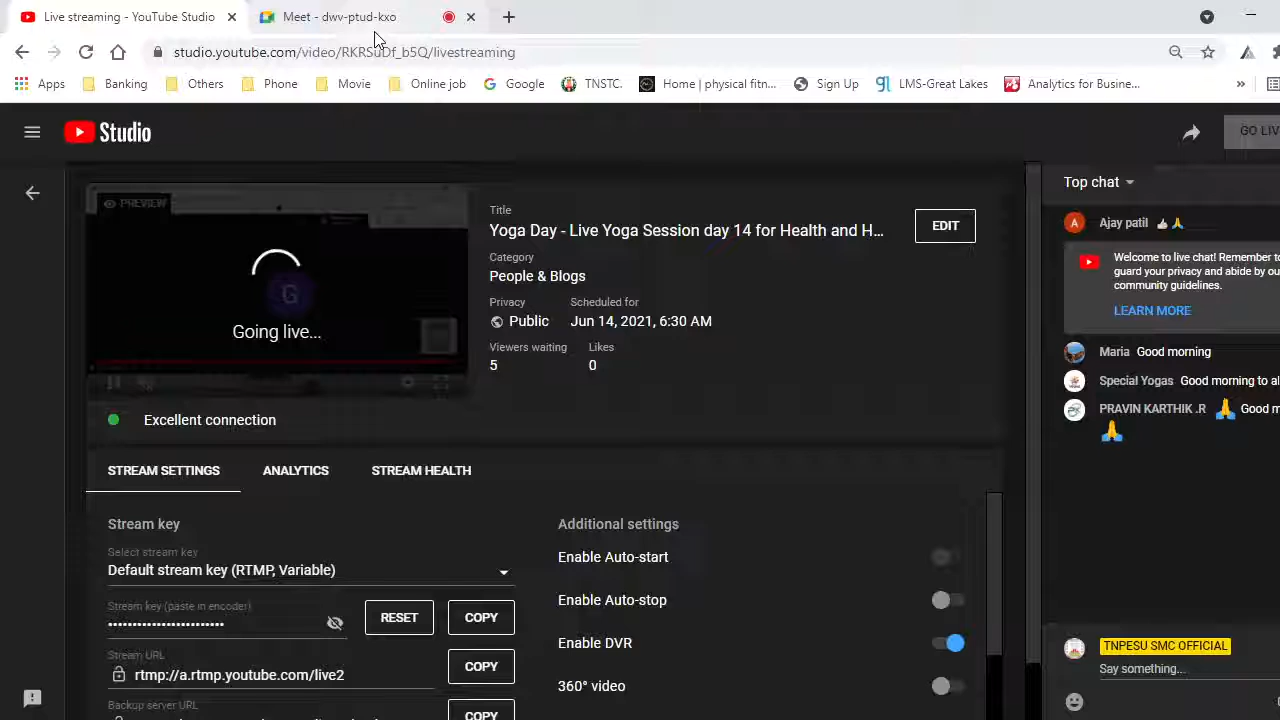 Live streaming - YouTube Studio
Meet - dwv-ptud-kxo
studio.youtube.com/video/RKRSuDf_b5Q/livestreaming
Apps
Banking
Others
Phone
Movie
Online job
Google
TNSTC.
Home | physical fitn...
Sign Up
LMS-Great Lakes
Analytics for Busine...
»
Studio
GO LIV
PREVIEW
G
Going live...
Title
Yoga Day - Live Yoga Session day 14 for Health and H...
EDIT
Category
People & Blogs
Privacy
Scheduled for
Public
Jun 14, 2021, 6:30 AM
Viewers waiting
Likes
5
0
Excellent connection
STREAM SETTINGS
ANALYTICS
STREAM HEALTH
Stream key
Select stream key
Default stream key (RTMP, Variable)
Stream key (paste in encoder)
••••••••••••••••••••••••
RESET
COPY
Stream URL
rtmp://a.rtmp.youtube.com/live2
COPY
Backup server URL
COPY
Additional settings
Enable Auto-start
Enable Auto-stop
Enable DVR
360° video
Top chat
A
Ajay patil 👍🙏
Welcome to live chat! Remember to
guard your privacy and abide by ou
community guidelines.
LEARN MORE
Maria Good morning
Special Yogas Good morning to al
PRAVIN KARTHIK .R 🙏 Good m
🙏
TNPESU SMC OFFICIAL
Say something...